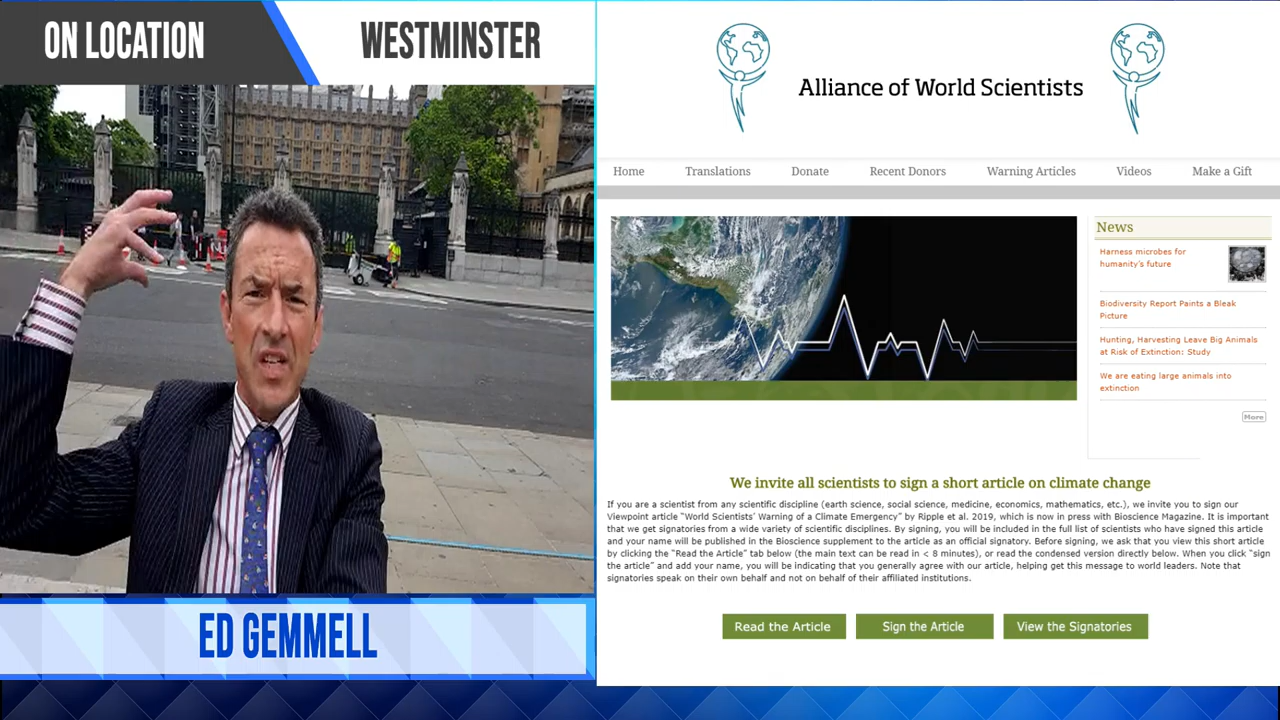 ON LOCATION
WESTMINSTER
ED GEMMELL
Alliance of World Scientists
Home
Translations
Donate
Recent Donors
Warning Articles
Videos
Make a Gift
News
Harness microbes for
humanity's future
Biodiversity Report Paints a Bleak
Picture
Hunting, Harvesting Leave Big Animals
at Risk of Extinction: Study
We are eating large animals into
extinction
More
We invite all scientists to sign a short article on climate change
If you are a scientist from any scientific discipline (earth science, social science, medicine, economics, mathematics, etc.), we invite you to sign our
Viewpoint article "World Scientists' Warning of a Climate Emergency" by Ripple et al. 2019, which is now in press with Bioscience Magazine. It is important
that we get signatories from a wide variety of scientific disciplines. By signing, you will be included in the full list of scientists who have signed this article
and your name will be published in the Bioscience supplement to the article as an official signatory. Before signing, we ask that you view this short article
by clicking the "Read the Article" tab below (the main text can be read in < 8 minutes), or read the condensed version directly below. When you click "sign
the article" and add your name, you will be indicating that you generally agree with our article, helping get this message to world leaders. Note that
signatories speak on their own behalf and not on behalf of their affiliated institutions.
Read the Article
Sign the Article
View the Signatories